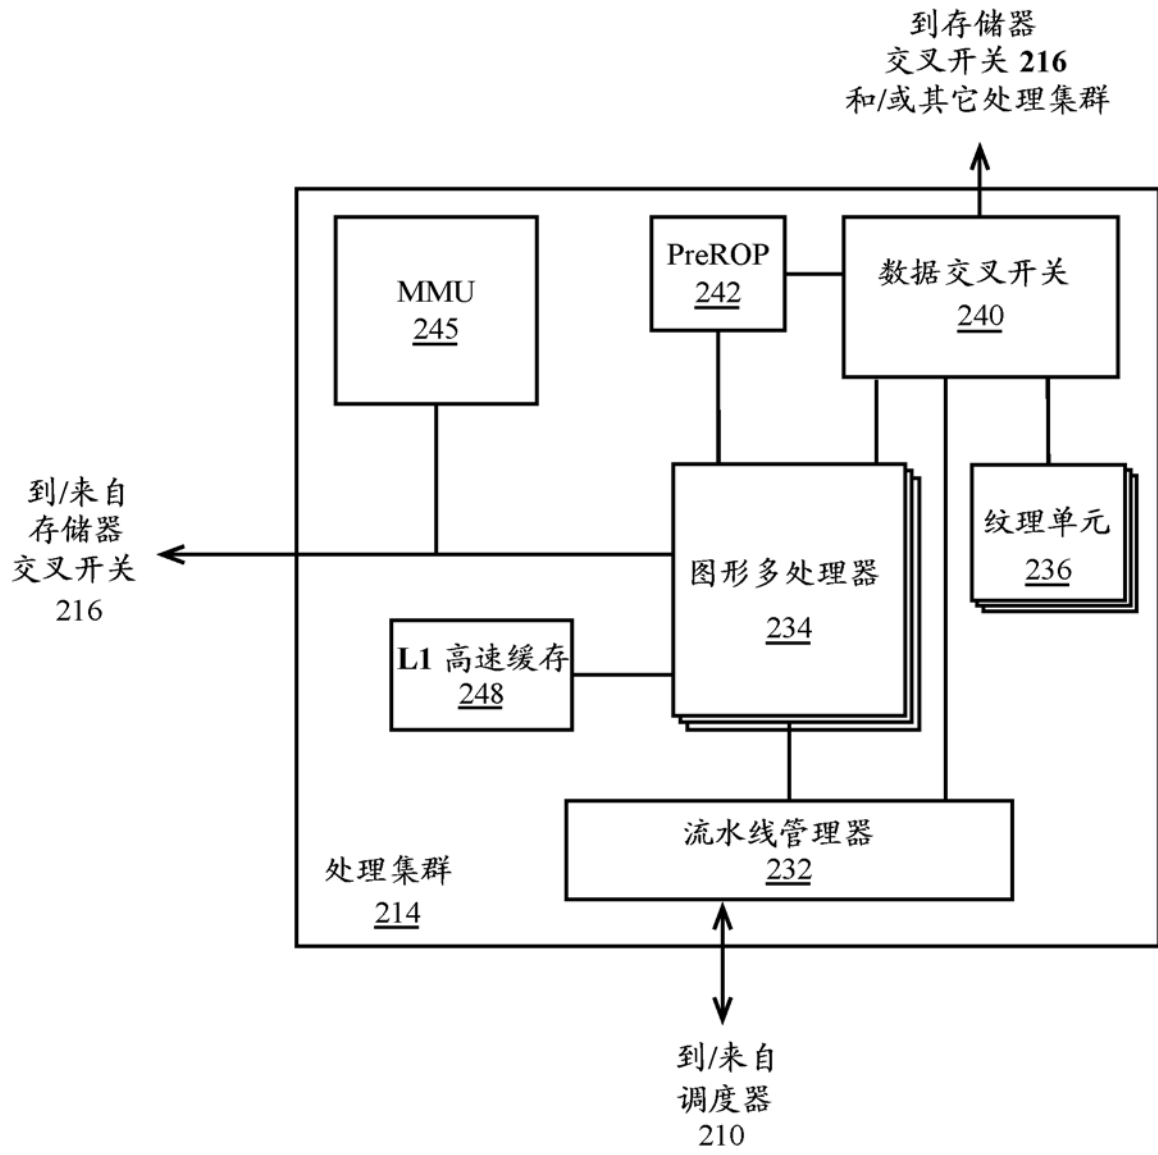 到存储器
交叉开关 216
和/或其它处理集群
MMU
245
PreROP
242
数据交叉开关
240
到/来自
存储器
交叉开关
216
图形多处理器
234
纹理单元
236
L1 高速缓存
248
流水线管理器
232
处理集群
214
到/来自
调度器
210